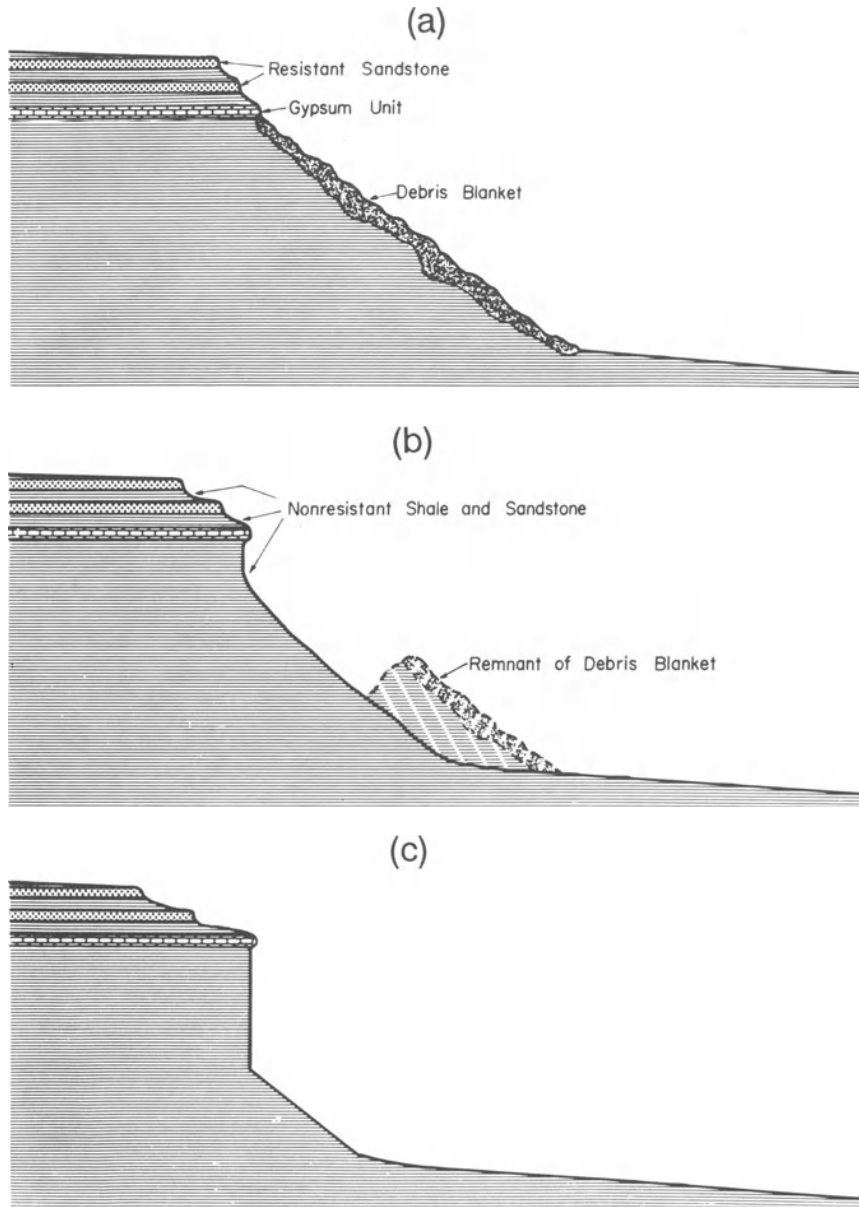 (a)
Resistant Sandstone
Gypsum Unit
Debris Blanket
(b)
Nonresistant Shale and Sandstone
Remnant of Debris Blanket
(c)